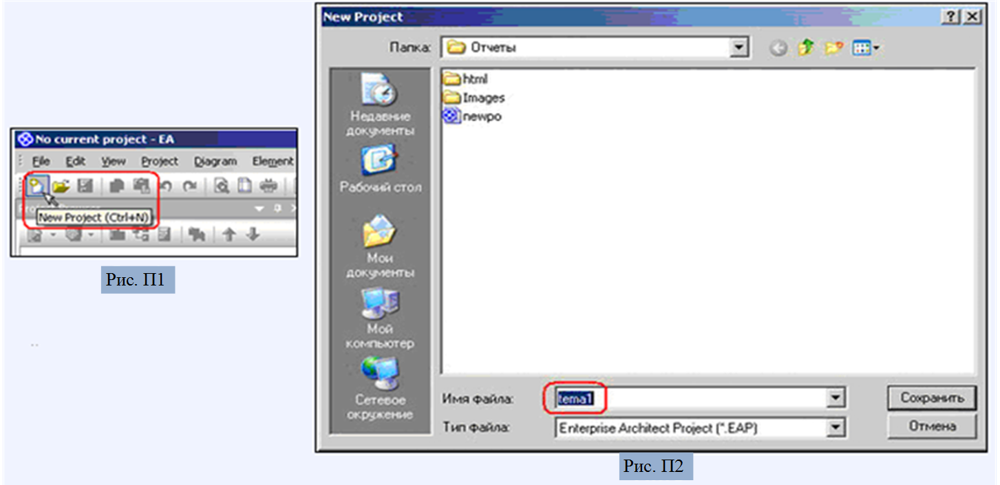 No current project - EA
File Edit View Project Diagram Element
New Project (Ctrl+N)
Рис. П1
New Project
Папка:
Отчеты
html
Images
newpo
Недавние
документы
Рабочий стол
Мои
документы
Мой
компьютер
Сетевое
окружение
Имя файла:
tema1
Сохранить
Тип файла:
Enterprise Architect Project (*.EAP)
Отмена
Рис. П2